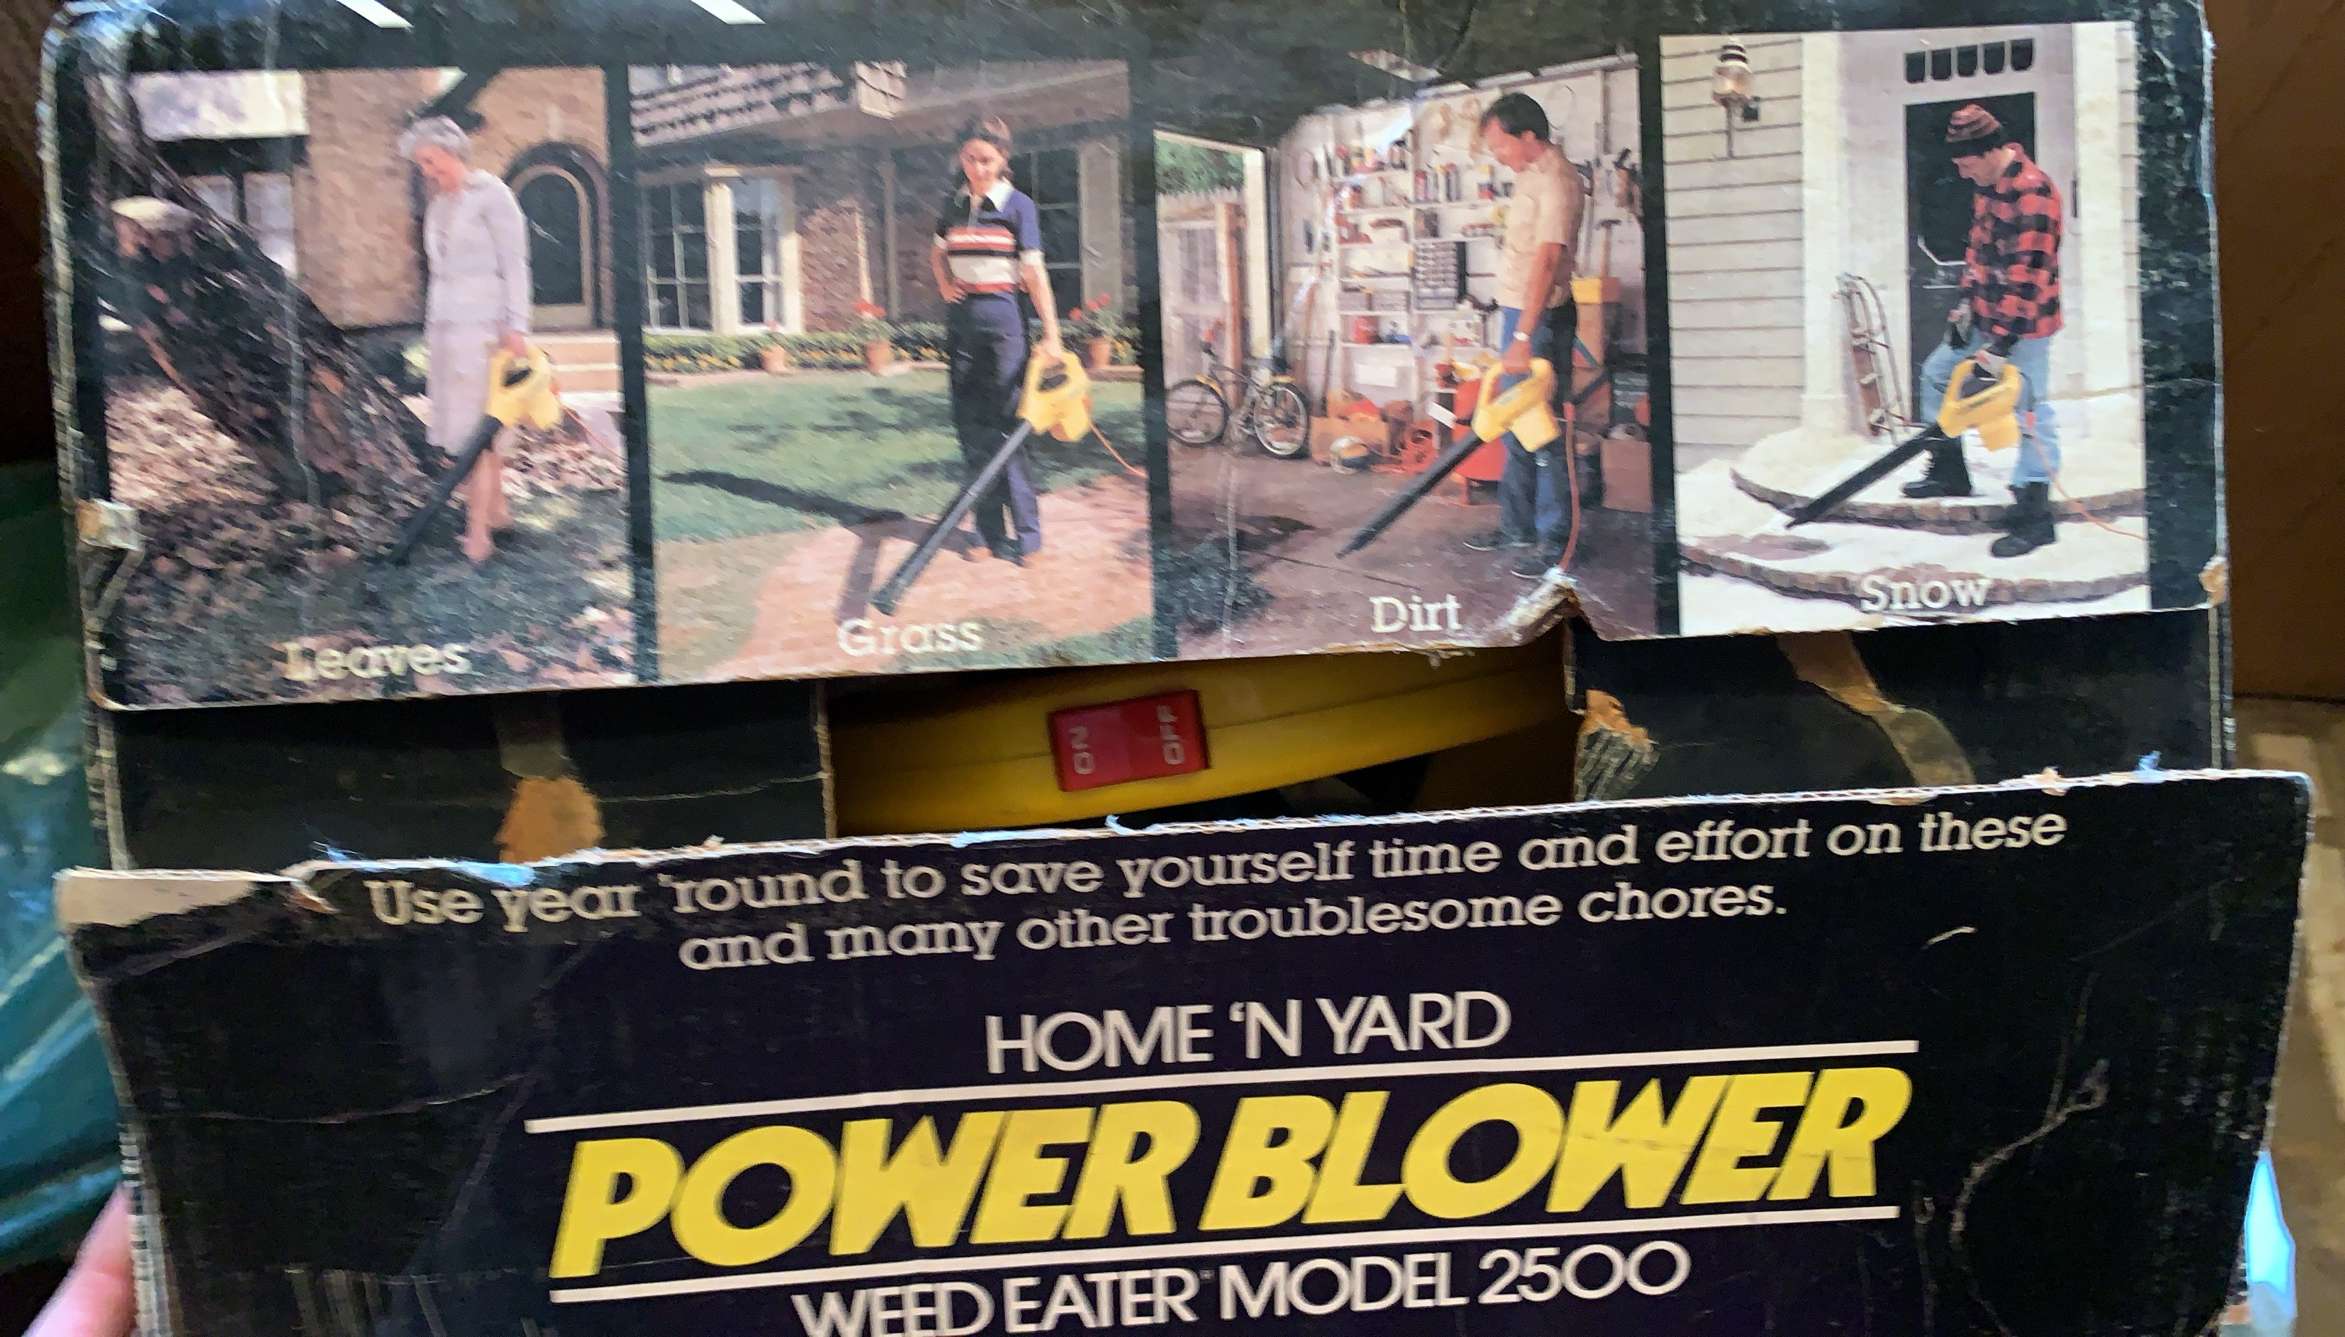 Leaves
Grass
Dirt
Snow
ON OFF
Use year 'round to save yourself time and effort on these
and many other troublesome chores.
HOME 'N YARD
POWER BLOWER
WEED EATER MODEL 2500